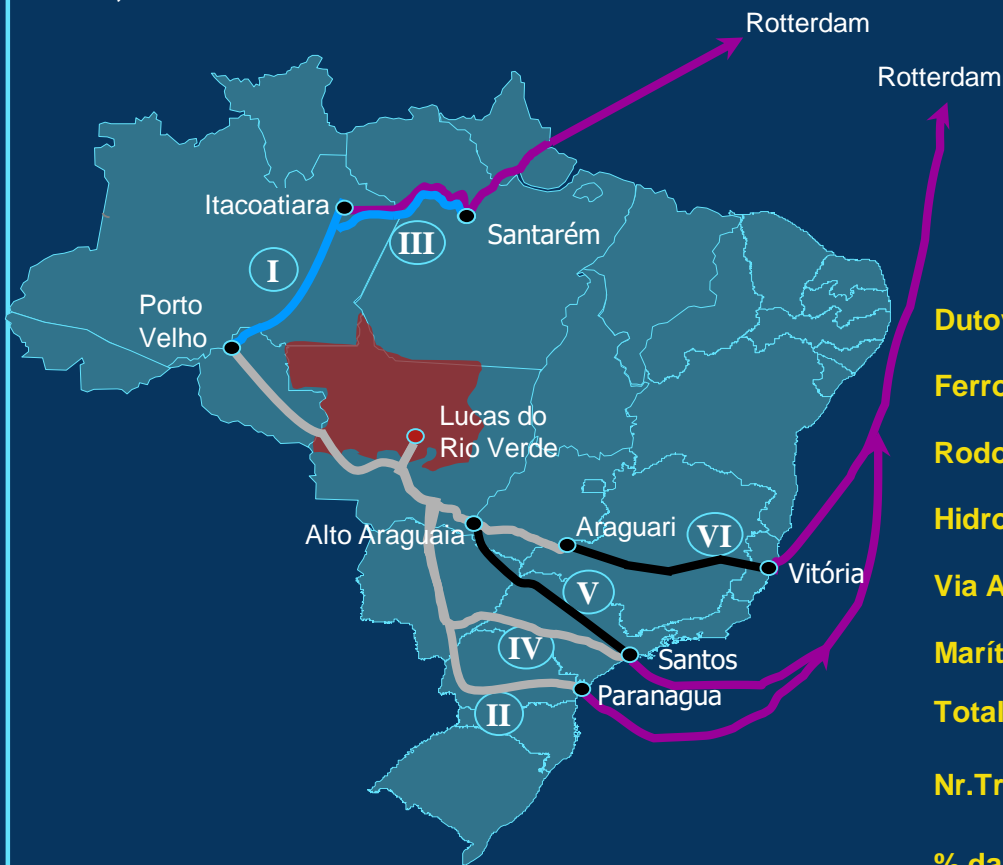 Rotterdam
Rotterdam
Itacoatiara
III
Santarém
I
Porto
Velho
Lucas do
Rio Verde
Alto Araguaia
Araguari
VI
Vitória
V
IV
Santos
Paranagua
II
Dutov
Ferro
Rodo
Hidro
Via A
Marít
Total
Nr.Tr
% da